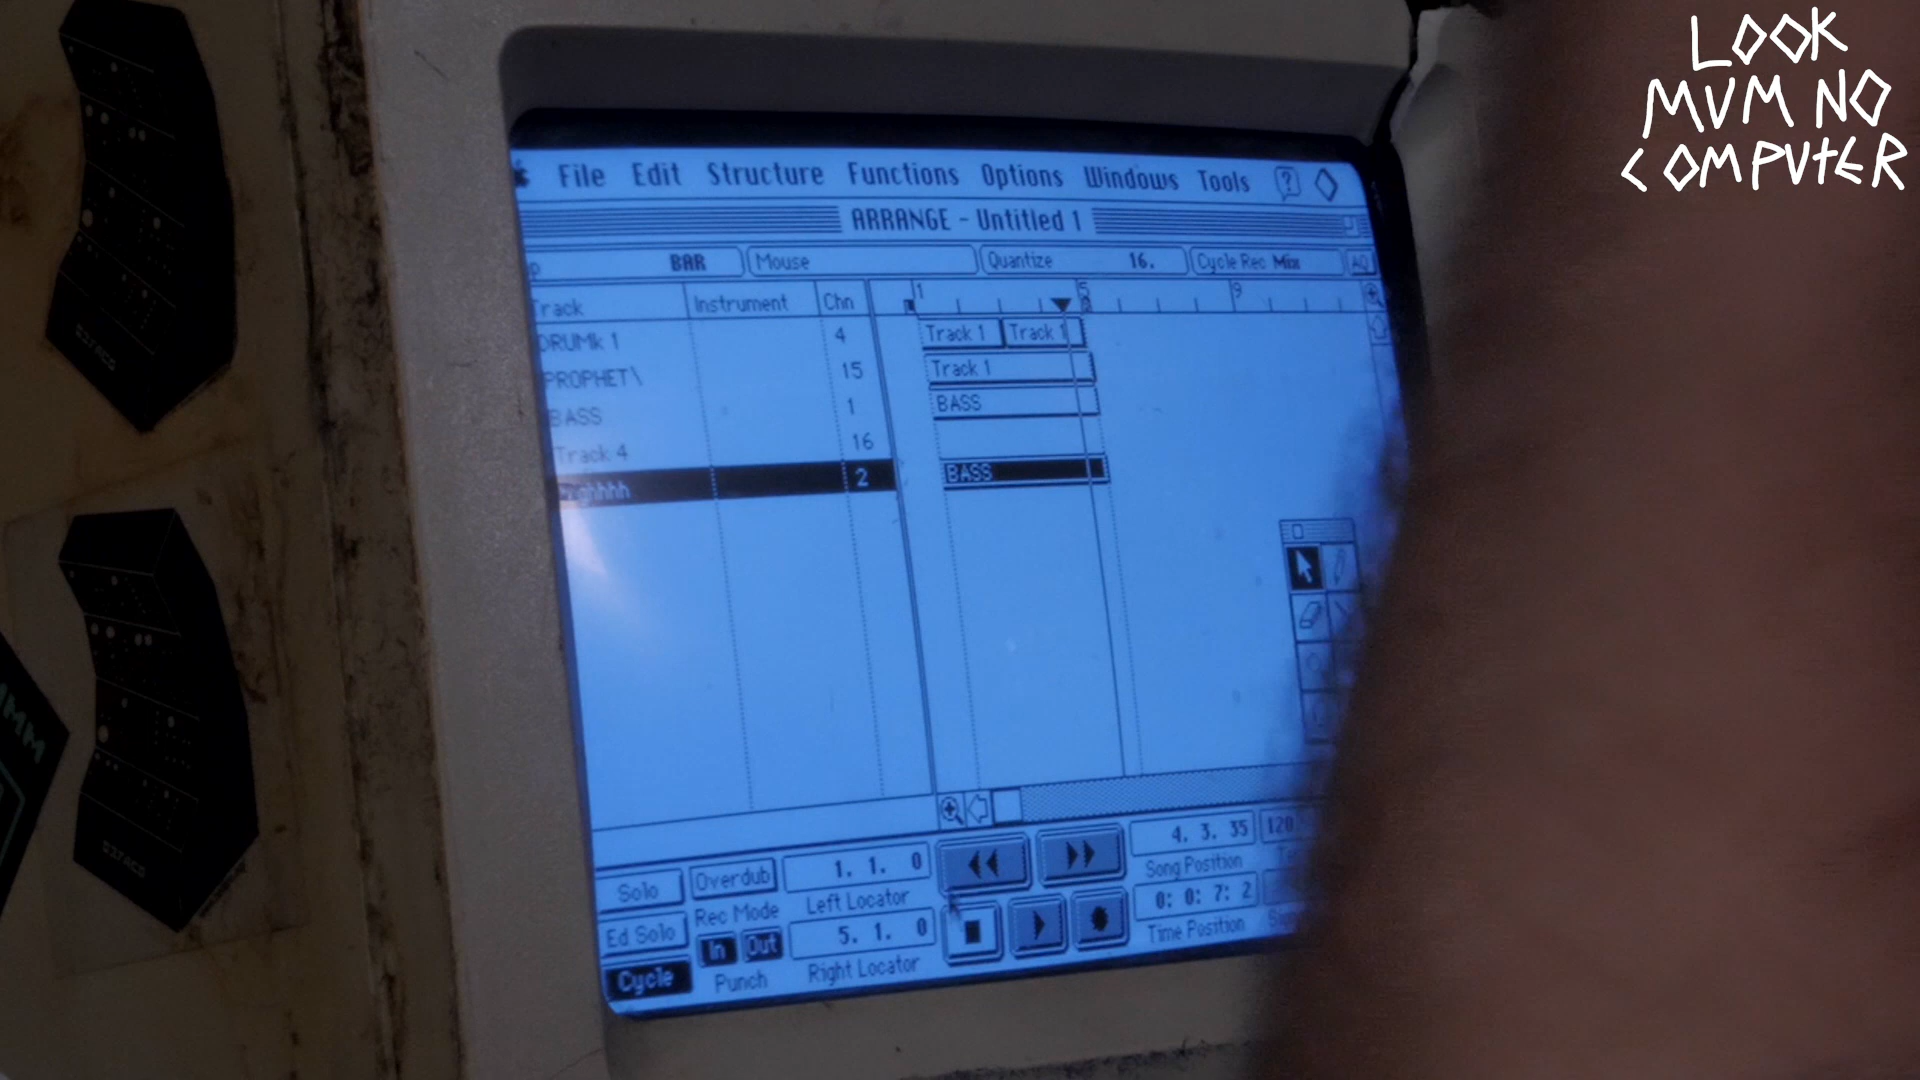 LOOK
MUM NO
COMPUTER
File Edit Structure Functions Options Windows Tools ?
ARRANGE - Untitled 1
BAR Mouse Quantize 16. Cycle Rec Mix AQ
Track Instrument Chn 1 5 9
DRUMk 1 4 Track 1 Track 1
PROPHET\ 15 Track 1
BASS 1 BASS
Track 4 16
2 BASS
Solo Overdub 1. 1. 0 4. 3. 35 120
Rec Mode Left Locator Song Position
Ed Solo In Out 5. 1. 0 0: 0: 7: 2
Cycle Punch Right Locator Time Position